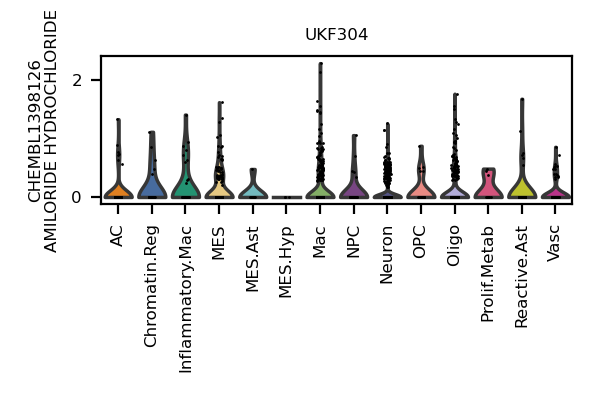 UKF304
CHEMBL1398126
AMILORIDE HYDROCHLORIDE
2
0
AC
Chromatin.Reg
Inflammatory.Mac
MES
MES.Ast
MES.Hyp
Mac
NPC
Neuron
OPC
Oligo
Prolif.Metab
Reactive.Ast
Vasc